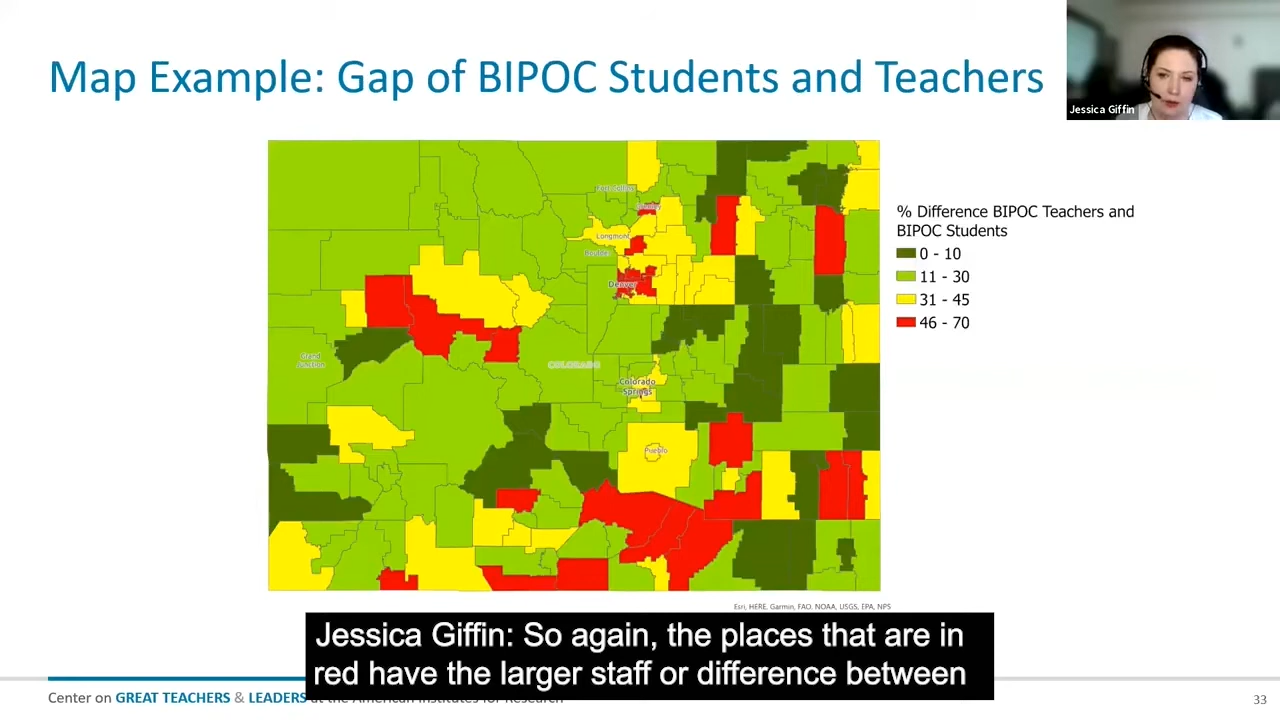 Map Example: Gap of BIPOC Students and Teachers
Jessica Giffin
Fort Collins
Greeley
Longmont
Boulder
Denver
Grand
Junction
COLORADO
Colorado
Springs
Pueblo
% Difference BIPOC Teachers and
BIPOC Students
0 - 10
11 - 30
31 - 45
46 - 70
Esri, HERE, Garmin, FAO, NOAA, USGS, EPA, NPS
Jessica Giffin: So again, the places that are in
red have the larger staff or difference between
Center on GREAT TEACHERS & LEADERS at the American Institutes for Research
33